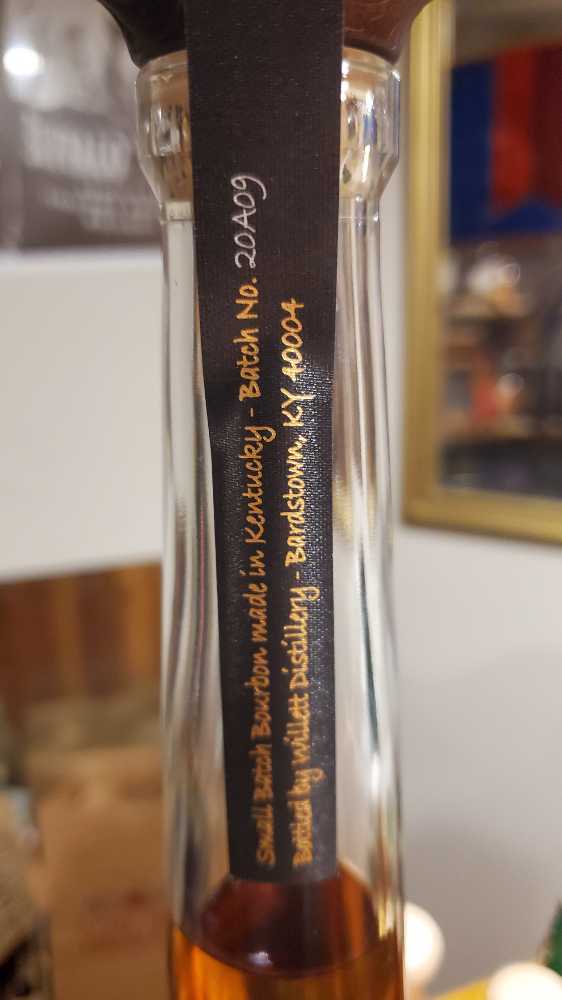 Small Batch Bourbon made in Kentucky - Batch No. 20A09
Bottled by Willett Distillery - Bardstown, KY 40004